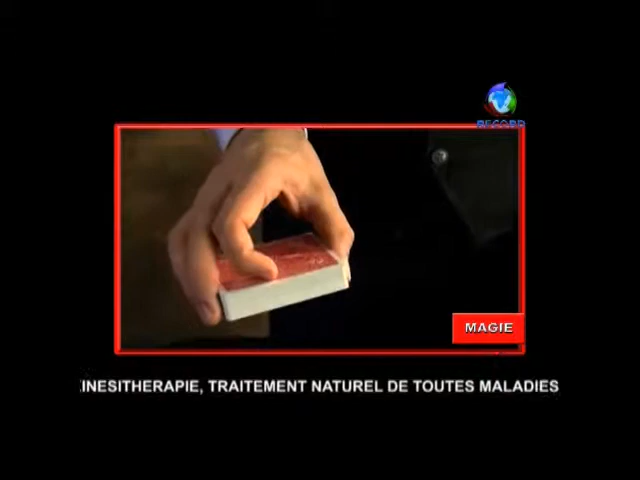 RECORD
MAGIE
INESITHERAPIE, TRAITEMENT NATUREL DE TOUTES MALADIES